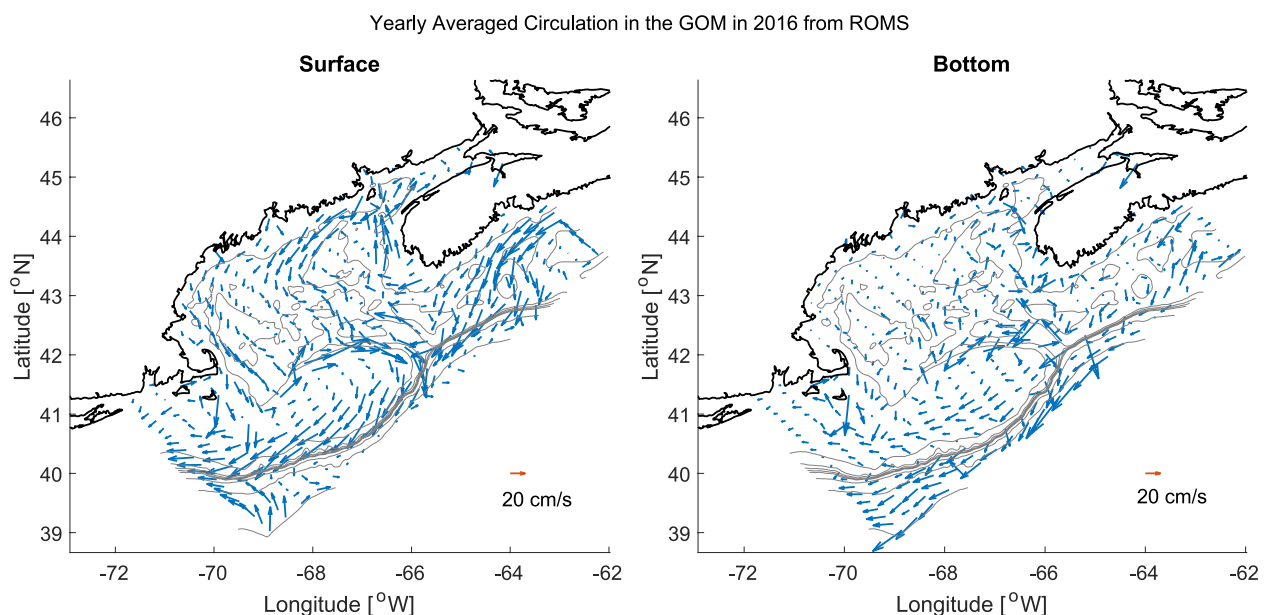 Yearly Averaged Circulation in the GOM in 2016 from ROMS
Surface
46
45
44
43
42
41
40
39
Latitude [°N]
20 cm/s
-72 -70 -68 -66 -64 -62
Longitude [°W]
Bottom
46
45
44
43
42
41
40
39
Latitude [°N]
20 cm/s
-72 -70 -68 -66 -64 -62
Longitude [°W]